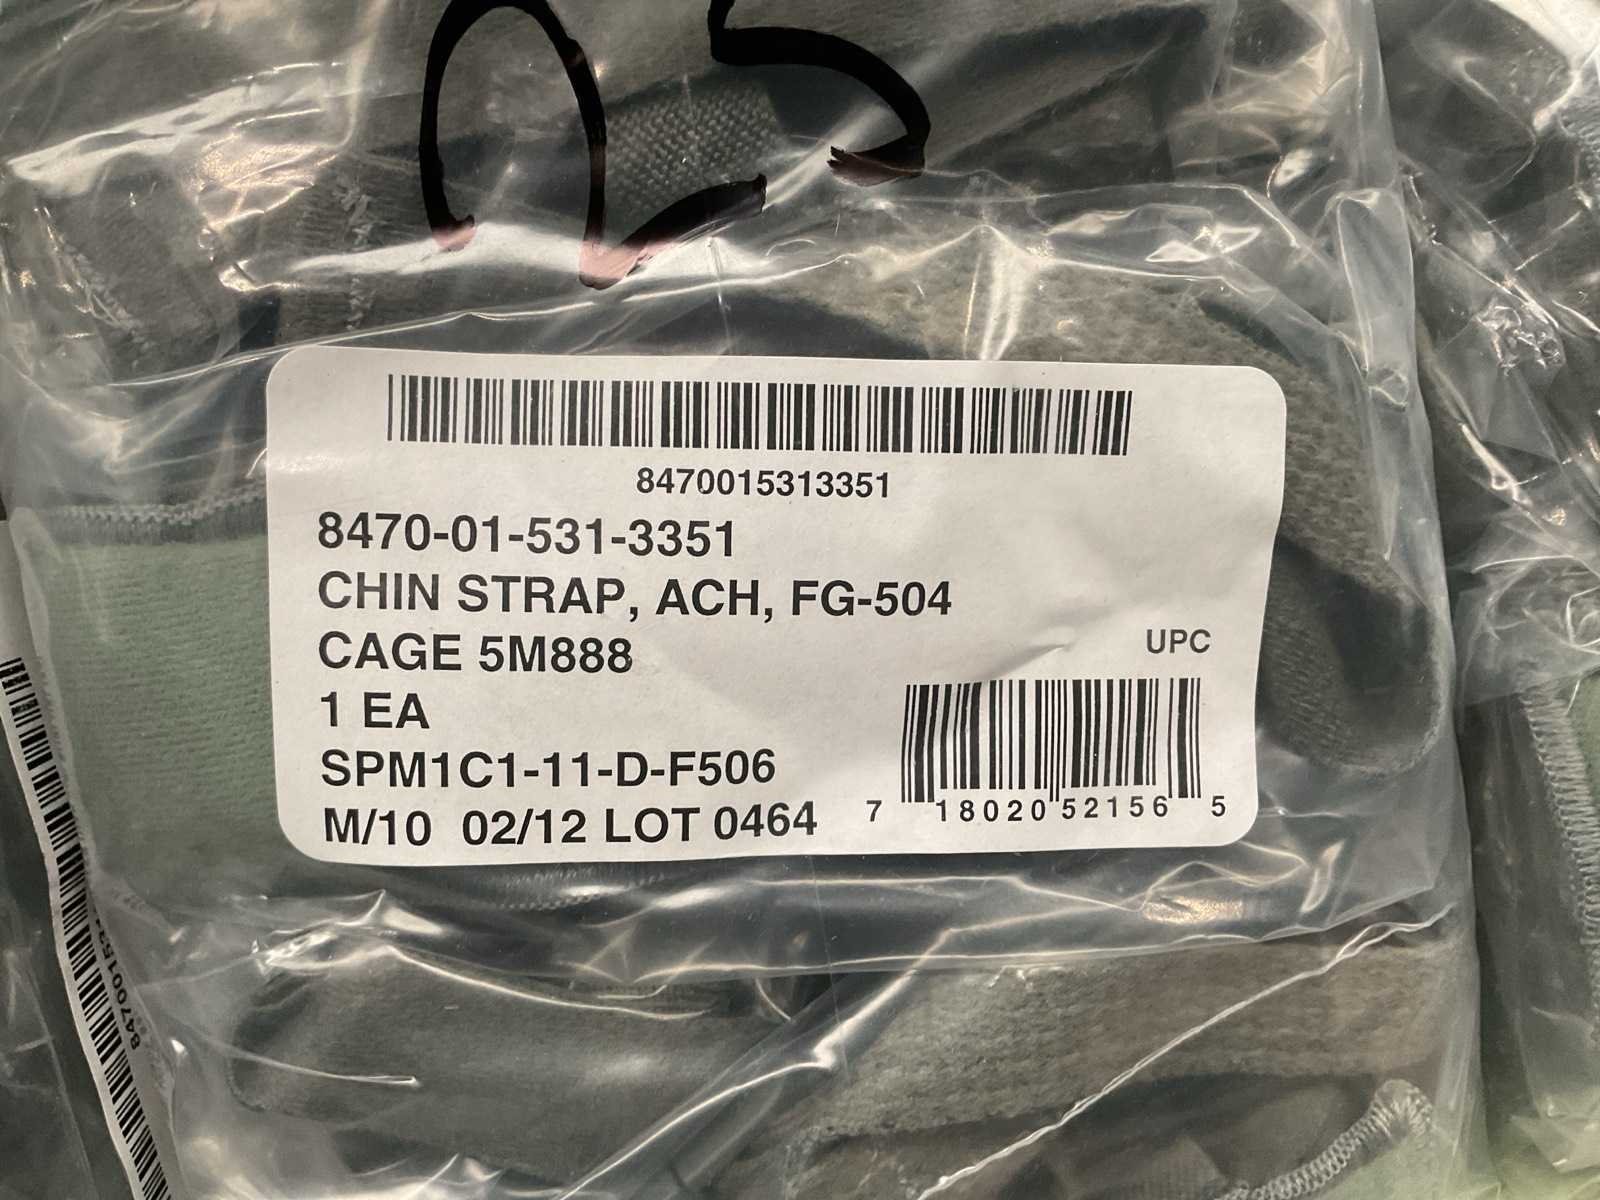 8470015313351
8470-01-531-3351
CHIN STRAP, ACH, FG-504
CAGE 5M888
1 EA
SPM1C1-11-D-F506
M/10 02/12 LOT 0464
UPC
7 18020 52156 5